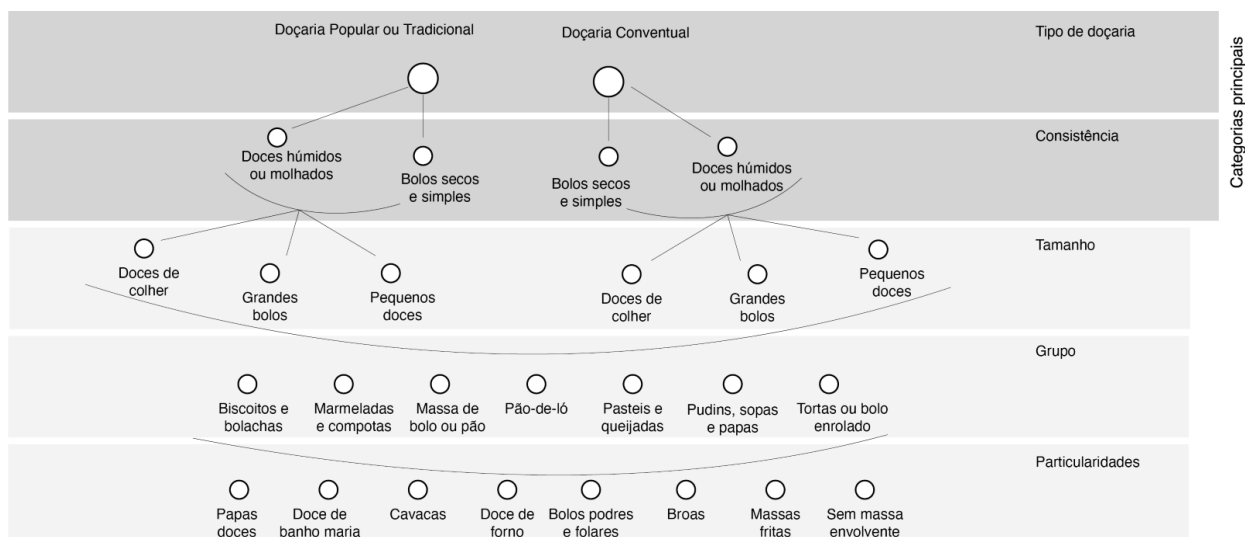 Doçaria Popular ou Tradicional
Doçaria Conventual
Tipo de doçaria
Categorias principais
Consistência
Doces húmidos
ou molhados
Bolos secos
e simples
Bolos secos
e simples
Doces húmidos
ou molhados
Tamanho
Doces de
colher
Grandes
bolos
Pequenos
doces
Doces de
colher
Grandes
bolos
Pequenos
doces
Grupo
Biscoitos e
bolachas
Marmeladas
e compotas
Massa de
bolo ou pão
Pão-de-ló
Pasteis e
queijadas
Pudins, sopas
e papas
Tortas ou bolo
enrolado
Particularidades
Papas
doces
Doce de
banho maria
Cavacas
Doce de
forno
Bolos podres
e folares
Broas
Massas
fritas
Sem massa
envolvente